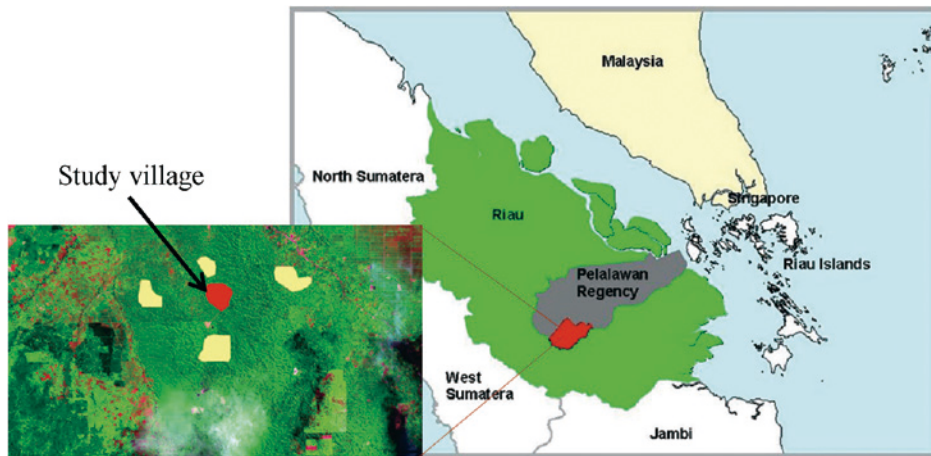 Malaysia
Study village
North Sumatera
Singapore
Riau
Riau Islands
Pelalawan
Regency
West
Sumatera
Jambi